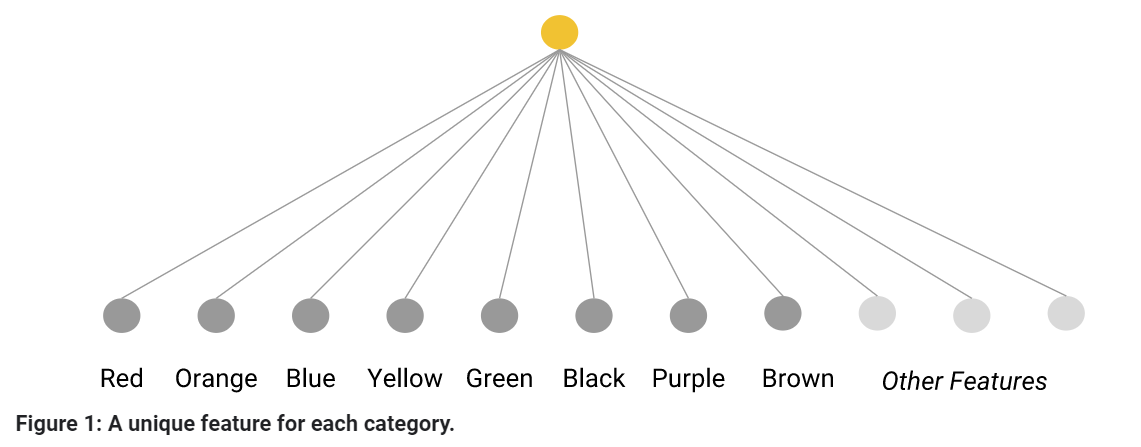 Red Orange Blue Yellow Green Black Purple Brown Other Features
Figure 1: A unique feature for each category.